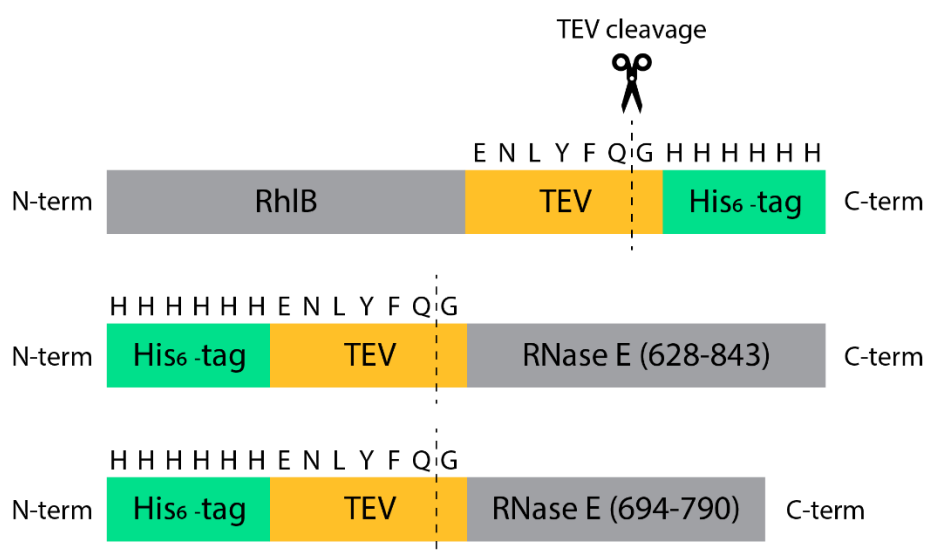 TEV cleavage
E N L Y F Q G H H H H H H
N-term RhlB TEV His6 -tag C-term
H H H H H H E N L Y F Q G
N-term His6 -tag TEV RNase E (628-843) C-term
H H H H H H E N L Y F Q G
N-term His6 -tag TEV RNase E (694-790) C-term